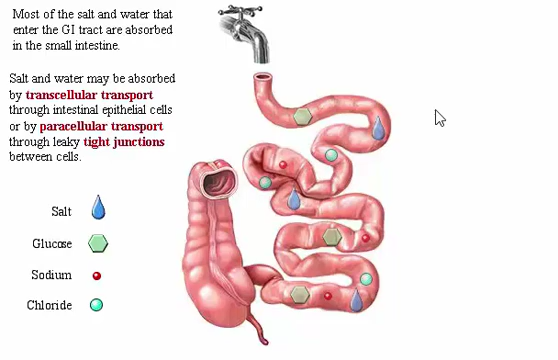 Most of the salt and water that
enter the GI tract are absorbed
in the small intestine.
Salt and water may be absorbed
by transcellular transport
through intestinal epithelial cells
or by paracellular transport
through leaky tight junctions
between cells.
Salt
Glucose
Sodium
Chloride